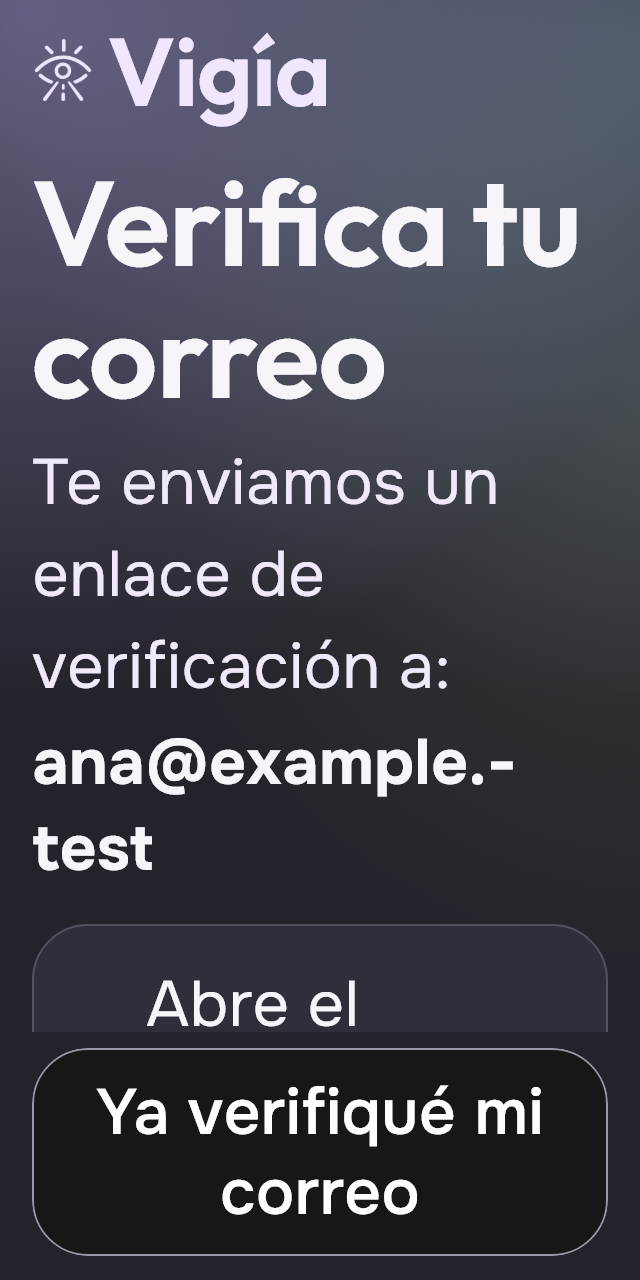 Vigía
Verifica tu
correo
Te enviamos un
enlace de
verificación a:
ana@example.-
test
Abre el
Ya verifiqué mi
correo